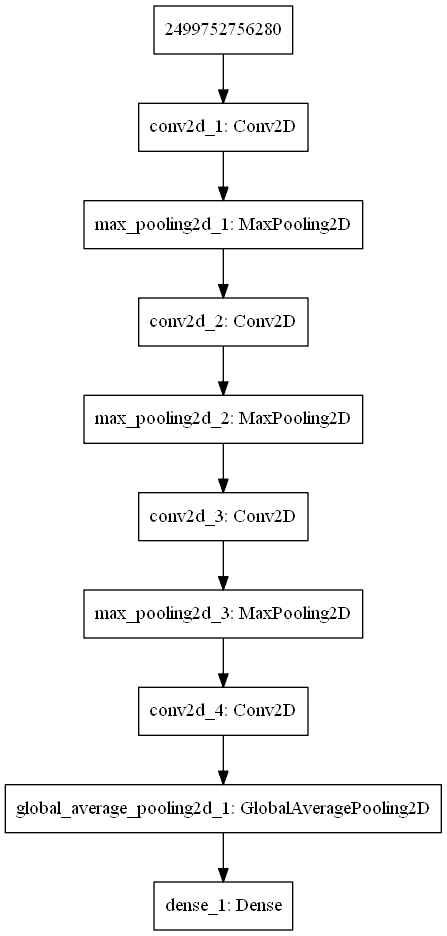 2499752756280
conv2d_1: Conv2D
max_pooling2d_1: MaxPooling2D
conv2d_2: Conv2D
max_pooling2d_2: MaxPooling2D
conv2d_3: Conv2D
max_pooling2d_3: MaxPooling2D
conv2d_4: Conv2D
global_average_pooling2d_1: GlobalAveragePooling2D
dense_1: Dense